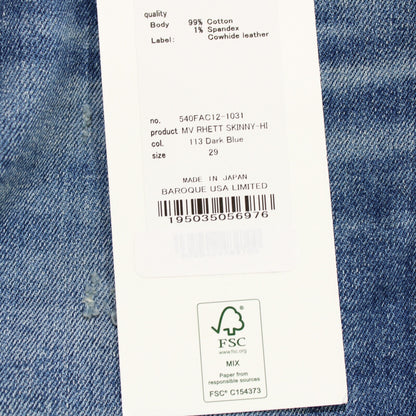 quality
Body 99% Cotton
1% Spandex
Label: Cowhide leather
no. 540FAC12-1031
product MV RHETT SKINNY-HI
col. 113 Dark Blue
size 29
MADE IN JAPAN
BAROQUE USA LIMITED
195035056976
FSC
www.fsc.org
MIX
Paper from
responsible sources
FSC® C154373